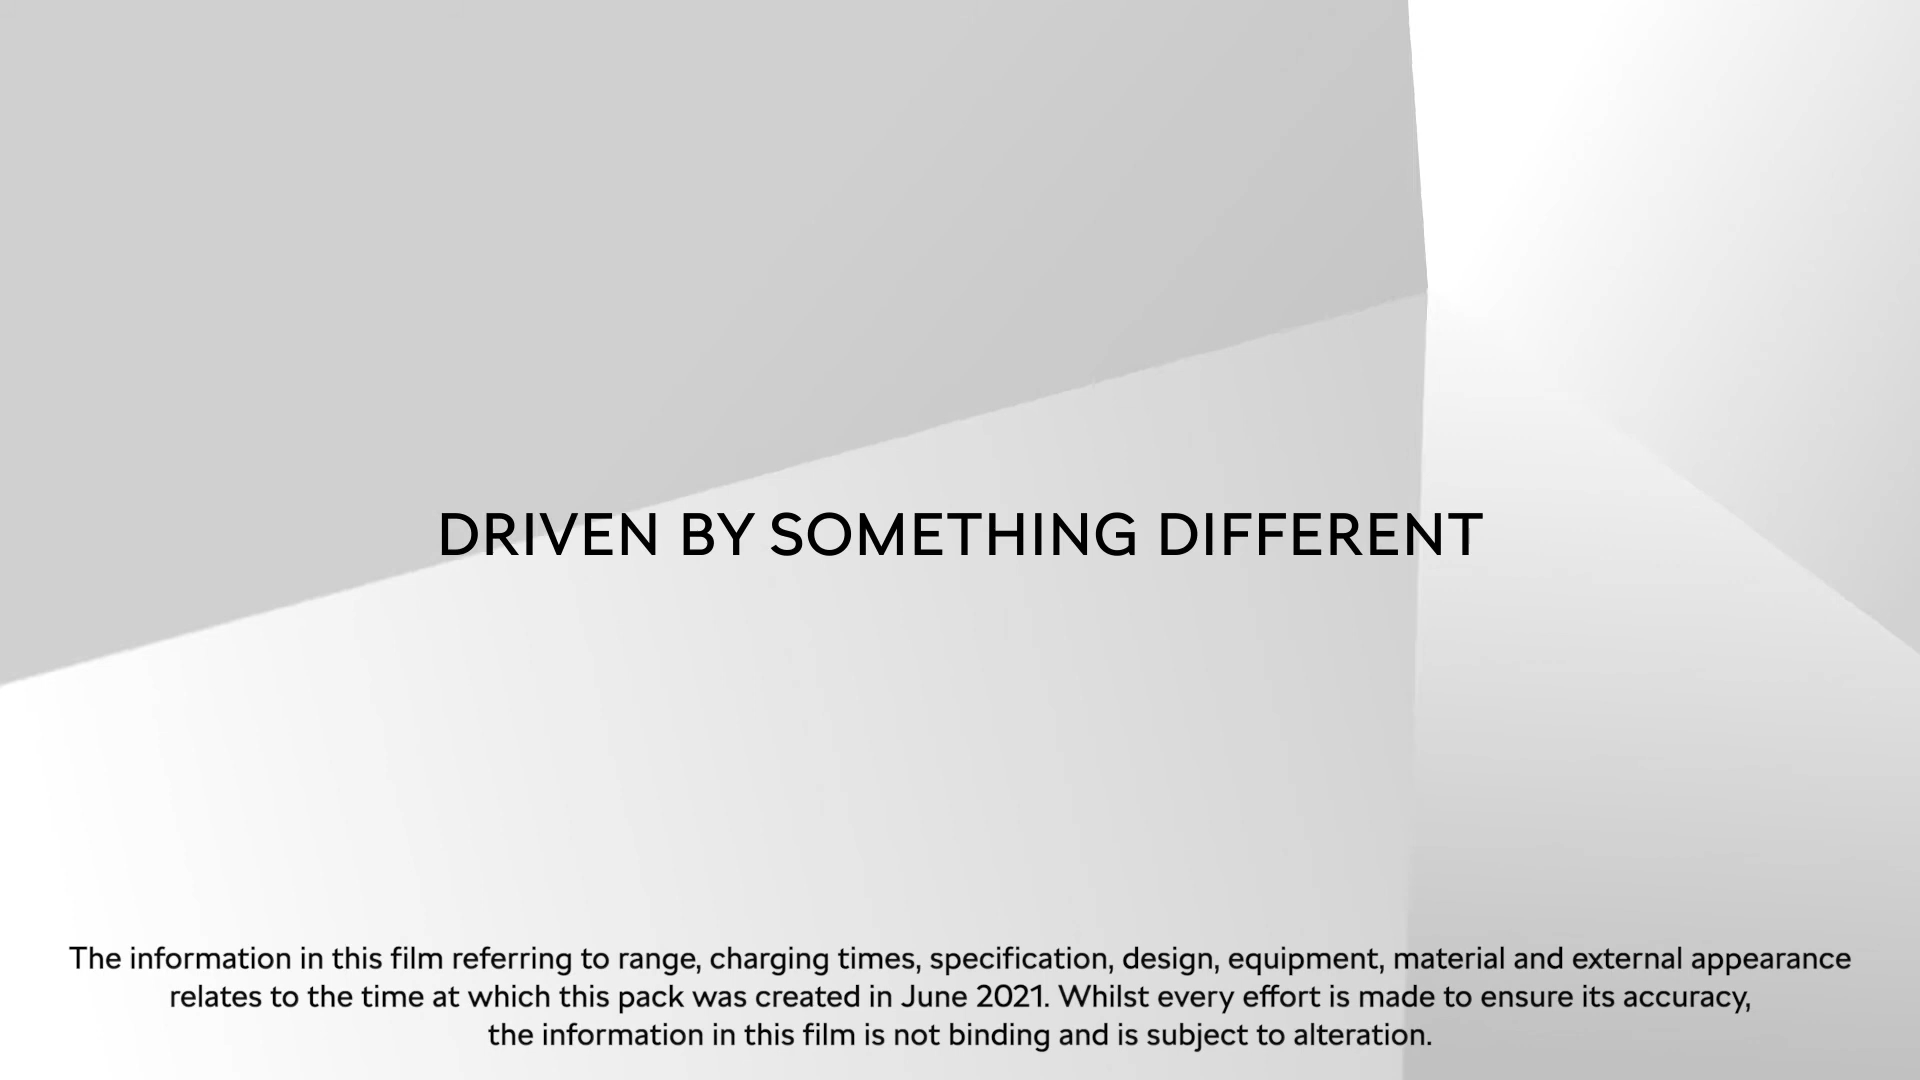 DRIVEN BY SOMETHING DIFFERENT
The information in this film referring to range, charging times, specification, design, equipment, material and external appearance
relates to the time at which this pack was created in June 2021. Whilst every effort is made to ensure its accuracy,
the information in this film is not binding and is subject to alteration.